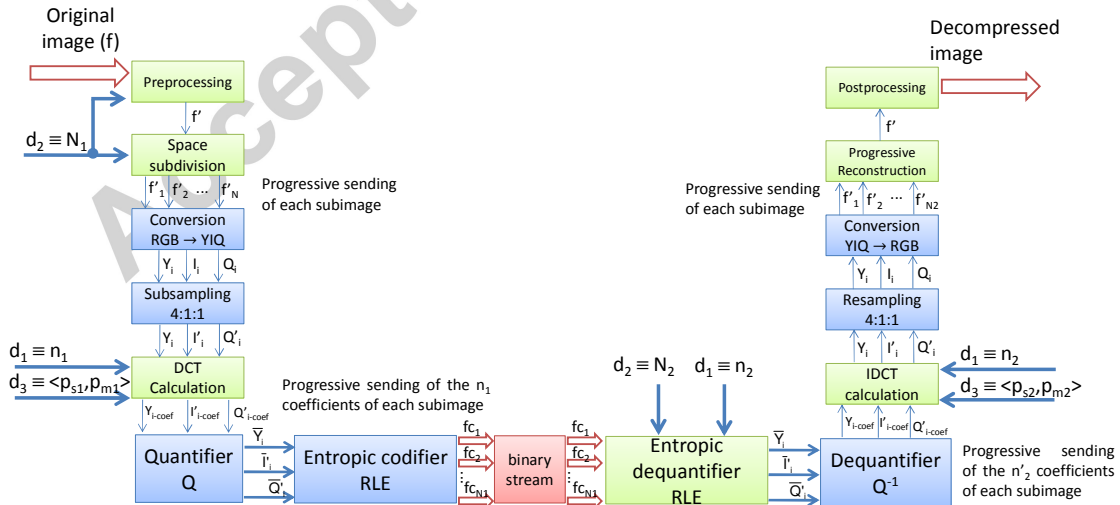 Original
image (f)
Preprocessing
f'
d₂ ≡ N₁
Space
subdivision
f'₁ f'₂ ... f'N
Progressive sending
of each subimage
Conversion
RGB → YIQ
Yᵢ Iᵢ Qᵢ
Subsampling
4:1:1
Yᵢ I'ᵢ Q'ᵢ
d₁ ≡ n₁
d₃ ≡ <pₛ₁,pₘ₁>
DCT
Calculation
Yi-coef I'i-coef Q'i-coef
Progressive sending of the n₁
coefficients of each subimage
Quantifier
Q
Y̅ᵢ
I̅'ᵢ
Q̅'ᵢ
Entropic codifier
RLE
fc₁
fc₂
⋮
fcN1
binary
stream
fc₁
fc₂
⋮
fcN1
d₂ ≡ N₂ d₁ ≡ n₂
Entropic
dequantifier
RLE
Y̅ᵢ
I̅'ᵢ
Q̅'ᵢ
Dequantifier
Q⁻¹
Progressive sending
of the n'₂ coefficients
of each subimage
Yi-coef I'i-coef Q'i-coef
IDCT
calculation
d₁ ≡ n₂
d₃ ≡ <pₛ₂,pₘ₂>
Yᵢ I'ᵢ Q'ᵢ
Resampling
4:1:1
Yᵢ Iᵢ Qᵢ
Conversion
YIQ → RGB
f'₁ f'₂ ... f'N2
Progressive sending
of each subimage
Progressive
Reconstruction
f'
Postprocessing
Decompressed
image
Accept